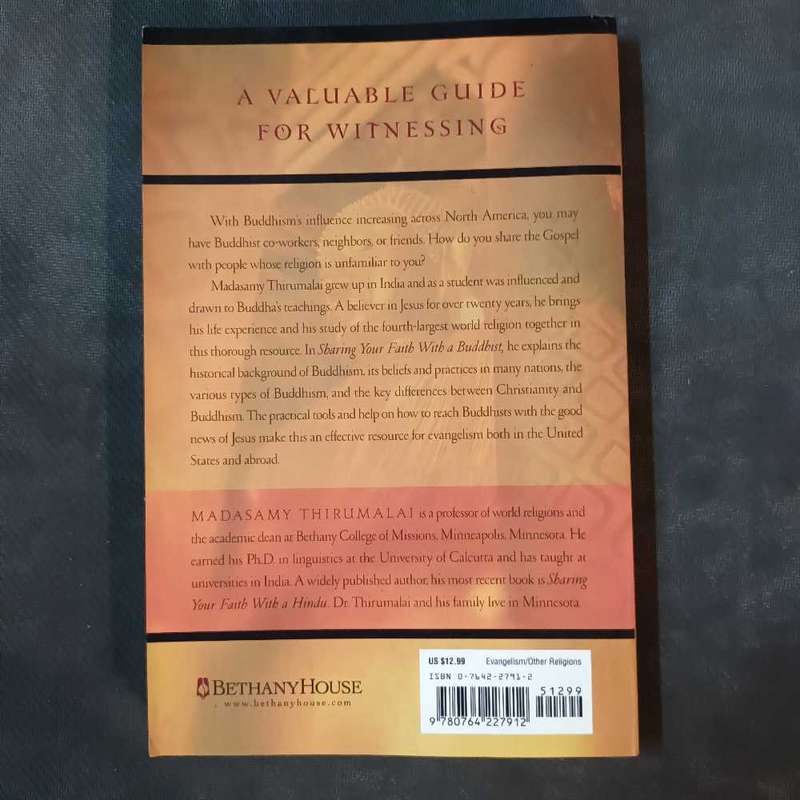 A VALUABLE GUIDE
FOR WITNESSING
With Buddhism's influence increasing across North America, you may
have Buddhist co-workers, neighbors, or friends. How do you share the Gospel
with people whose religion is unfamiliar to you?
Madasamy Thirumalai grew up in India and as a student was influenced and
drawn to Buddha's teachings. A believer in Jesus for over twenty years, he brings
his life experience and his study of the fourth-largest world religion together in
this thorough resource. In Sharing Your Faith With a Buddhist, he explains the
historical background of Buddhism, its beliefs and practices in many nations, the
various types of Buddhism, and the key differences between Christianity and
Buddhism. The practical tools and help on how to reach Buddhists with the good
news of Jesus make this an effective resource for evangelism both in the United
States and abroad.
MADASAMY THIRUMALAI is a professor of world religions and
the academic dean at Bethany College of Missions, Minneapolis, Minnesota. He
earned his Ph.D. in linguistics at the University of Calcutta and has taught at
universities in India. A widely published author, his most recent book is Sharing
Your Faith With a Hindu. Dr. Thirumalai and his family live in Minnesota.
BETHANYHOUSE
www.bethanyhouse.com
US $12.99 Evangelism/Other Religions
ISBN 0-7642-2791-2
51299
9 780764 227912